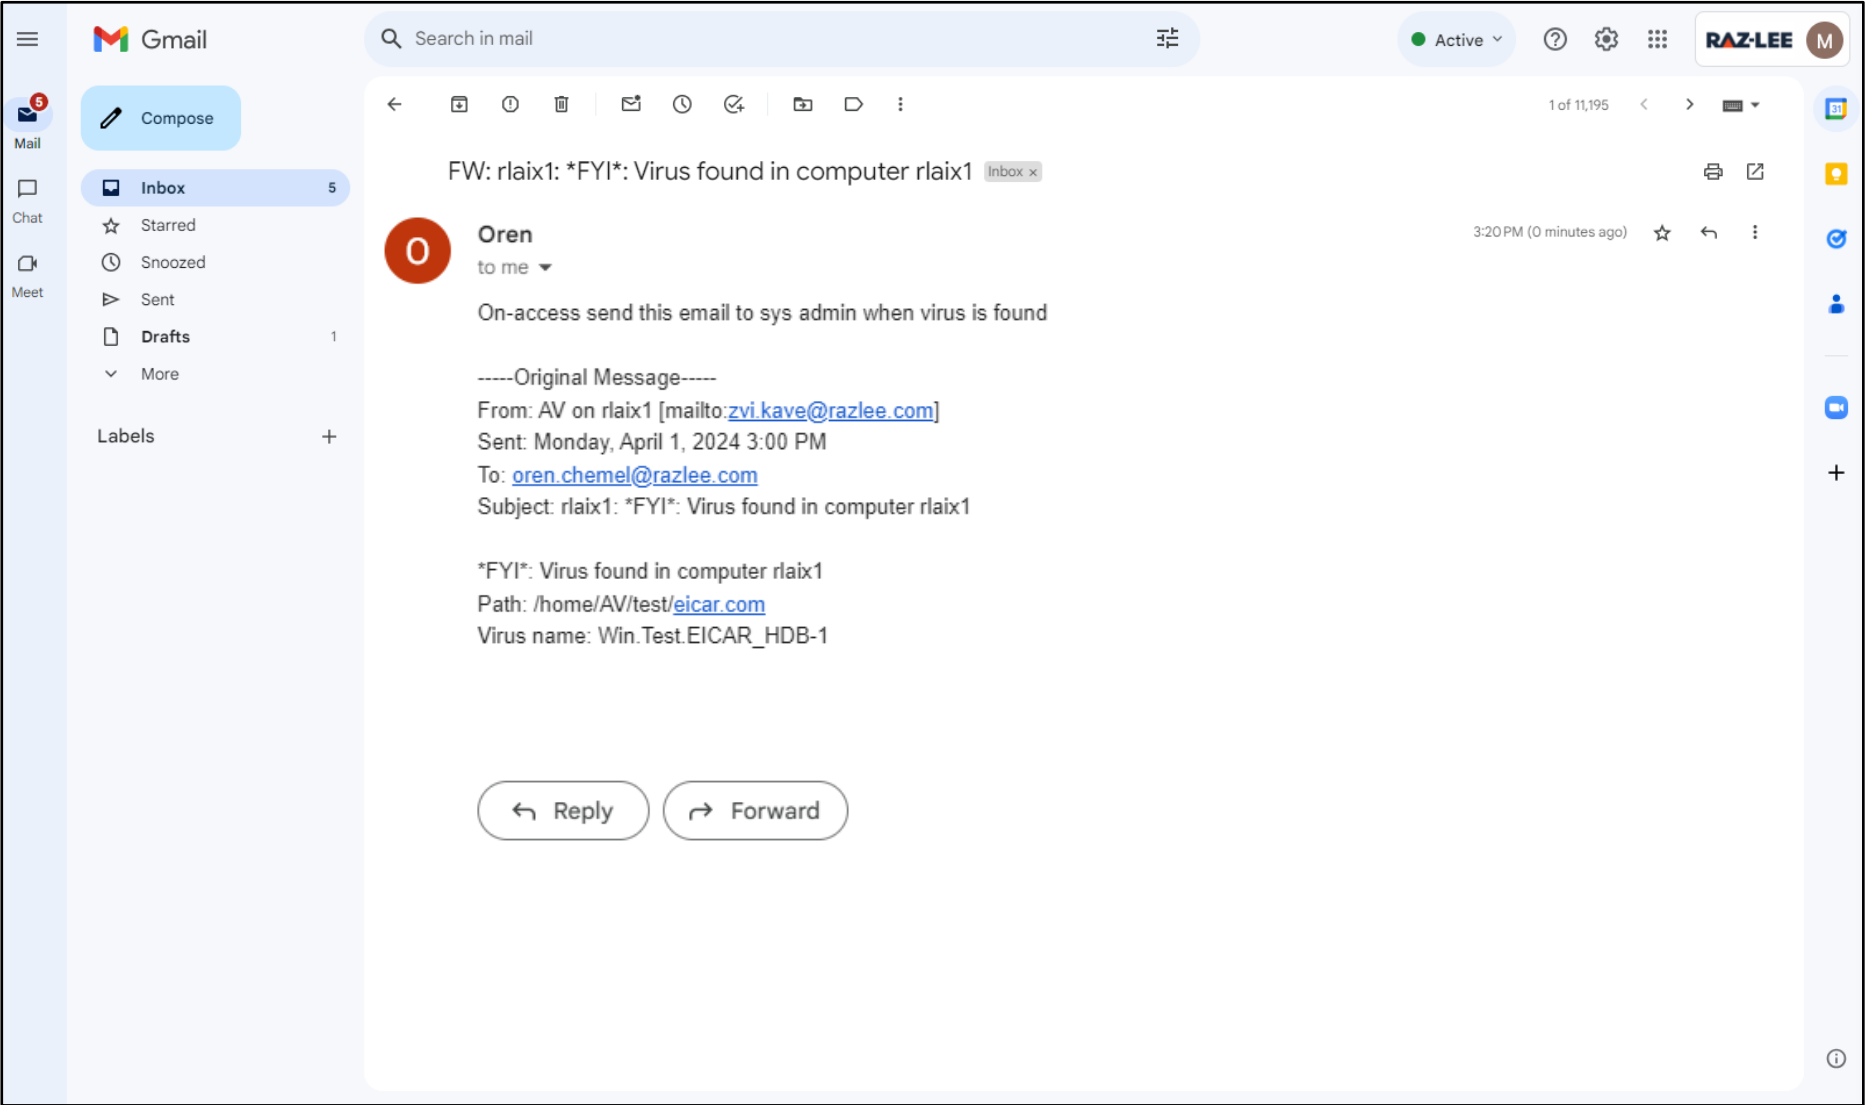 Gmail
Search in mail
Active
RAZ-LEE
M
5
Mail
Chat
Meet
Compose
Inbox 5
Starred
Snoozed
Sent
Drafts 1
More
Labels
1 of 11,195
31
FW: rlaix1: *FYI*: Virus found in computer rlaix1 Inbox ×
O
Oren
3:20 PM (0 minutes ago)
to me
On-access send this email to sys admin when virus is found
-----Original Message-----
From: AV on rlaix1 [mailto:zvi.kave@razlee.com]
Sent: Monday, April 1, 2024 3:00 PM
To: oren.chemel@razlee.com
Subject: rlaix1: *FYI*: Virus found in computer rlaix1
*FYI*: Virus found in computer rlaix1
Path: /home/AV/test/eicar.com
Virus name: Win.Test.EICAR_HDB-1
Reply
Forward